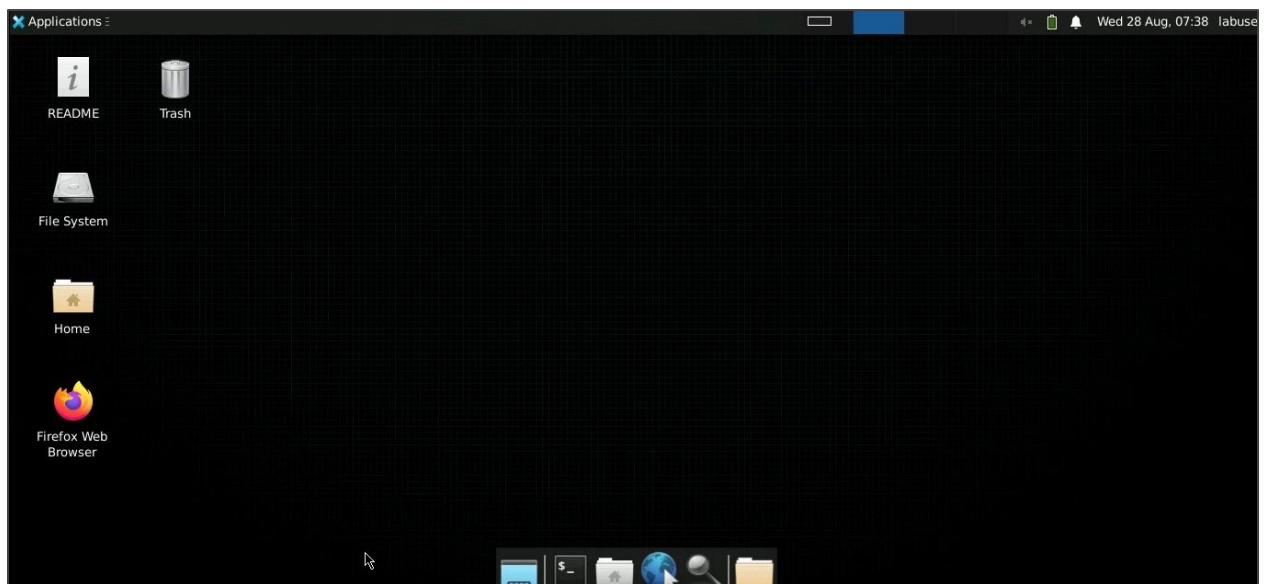 Applications
Wed 28 Aug, 07:38 labuse
README
Trash
File System
Home
Firefox Web
Browser
$_